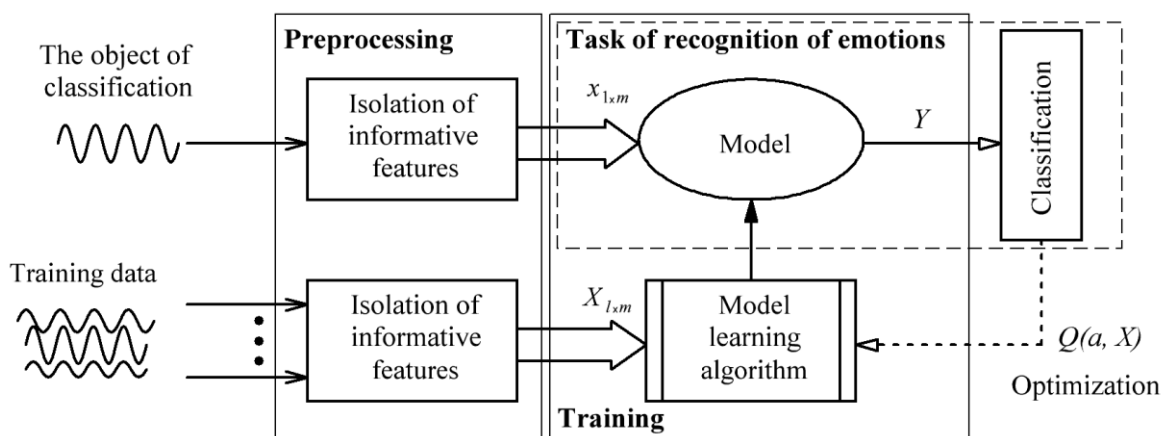 The object of
classification
Preprocessing
Isolation of
informative
features
Task of recognition of emotions
x1×m
Model
Y
Classification
Training data
Isolation of
informative
features
Xl×m
Model
learning
algorithm
Q(a, X)
Optimization
Training